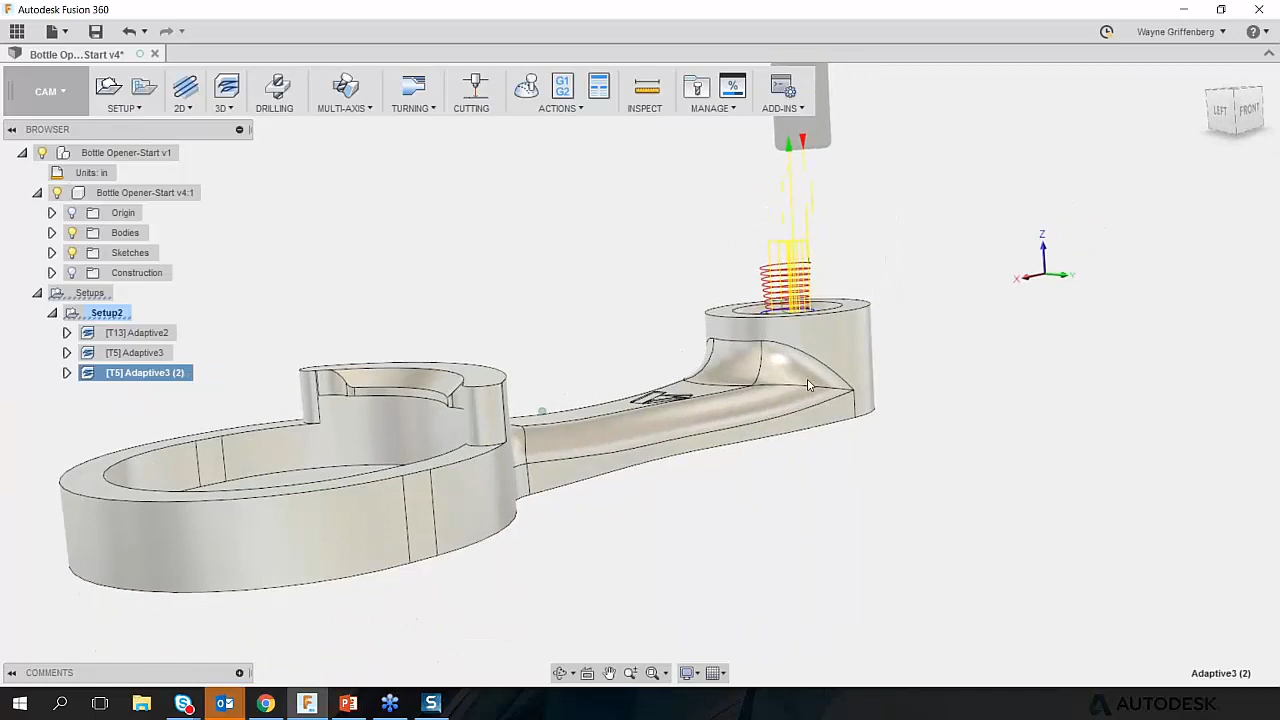 Autodesk Fusion 360
Wayne Griffenberg
Bottle Op...Start v4*
CAM
SETUP
2D
3D
DRILLING
MULTI-AXIS
TURNING
CUTTING
G1
G2
ACTIONS
INSPECT
%
MANAGE
ADD-INS
LEFT
FRONT
BROWSER
Bottle Opener-Start v1
Units: in
Bottle Opener-Start v4:1
Origin
Bodies
Sketches
Construction
Setups
Setup2
[T13] Adaptive2
[T5] Adaptive3
[T5] Adaptive3 (2)
Z
X
Y
COMMENTS
Adaptive3 (2)
AUTODESK